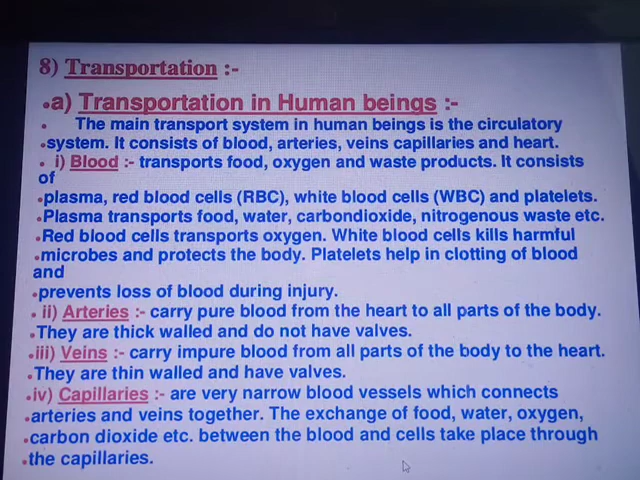 8) Transportation :-
•a) Transportation in Human beings :-
• The main transport system in human beings is the circulatory
•system. It consists of blood, arteries, veins capillaries and heart.
• i) Blood :- transports food, oxygen and waste products. It consists
of
•plasma, red blood cells (RBC), white blood cells (WBC) and platelets.
•Plasma transports food, water, carbondioxide, nitrogenous waste etc.
•Red blood cells transports oxygen. White blood cells kills harmful
•microbes and protects the body. Platelets help in clotting of blood
and
•prevents loss of blood during injury.
• ii) Arteries :- carry pure blood from the heart to all parts of the body.
•They are thick walled and do not have valves.
•iii) Veins :- carry impure blood from all parts of the body to the heart.
•They are thin walled and have valves.
•iv) Capillaries :- are very narrow blood vessels which connects
•arteries and veins together. The exchange of food, water, oxygen,
•carbon dioxide etc. between the blood and cells take place through
•the capillaries.